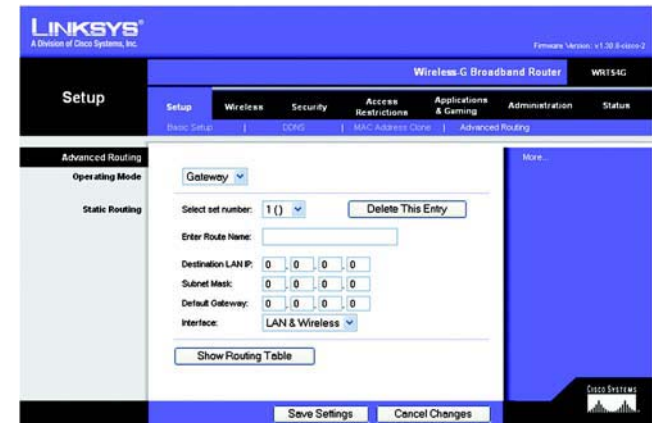 LINKSYS®
A Division of Cisco Systems, Inc.
Firmware Version: v1.30.8-cisco-2
Wireless-G Broadband Router WRT54G
Setup
Setup Wireless Security Access Restrictions Applications & Gaming Administration Status
Basic Setup | DDNS | MAC Address Clone | Advanced Routing
Advanced Routing
More...
Operating Mode Gateway
Static Routing Select set number: 1 () Delete This Entry
Enter Route Name:
Destination LAN IP: 0 . 0 . 0 . 0
Subnet Mask: 0 . 0 . 0 . 0
Default Gateway: 0 . 0 . 0 . 0
Interface: LAN & Wireless
Show Routing Table
Save Settings Cancel Changes
CISCO SYSTEMS